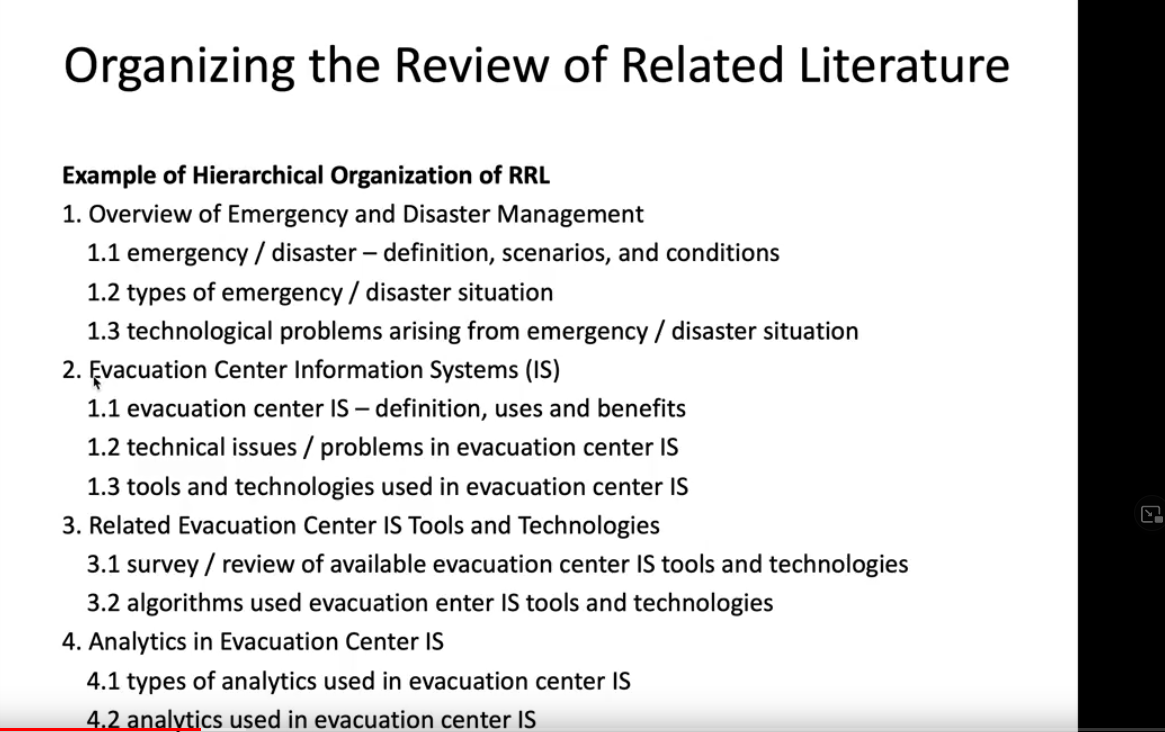 Organizing the Review of Related Literature
Example of Hierarchical Organization of RRL
1. Overview of Emergency and Disaster Management
1.1 emergency / disaster – definition, scenarios, and conditions
1.2 types of emergency / disaster situation
1.3 technological problems arising from emergency / disaster situation
2. Evacuation Center Information Systems (IS)
1.1 evacuation center IS – definition, uses and benefits
1.2 technical issues / problems in evacuation center IS
1.3 tools and technologies used in evacuation center IS
3. Related Evacuation Center IS Tools and Technologies
3.1 survey / review of available evacuation center IS tools and technologies
3.2 algorithms used evacuation enter IS tools and technologies
4. Analytics in Evacuation Center IS
4.1 types of analytics used in evacuation center IS
4.2 analytics used in evacuation center IS